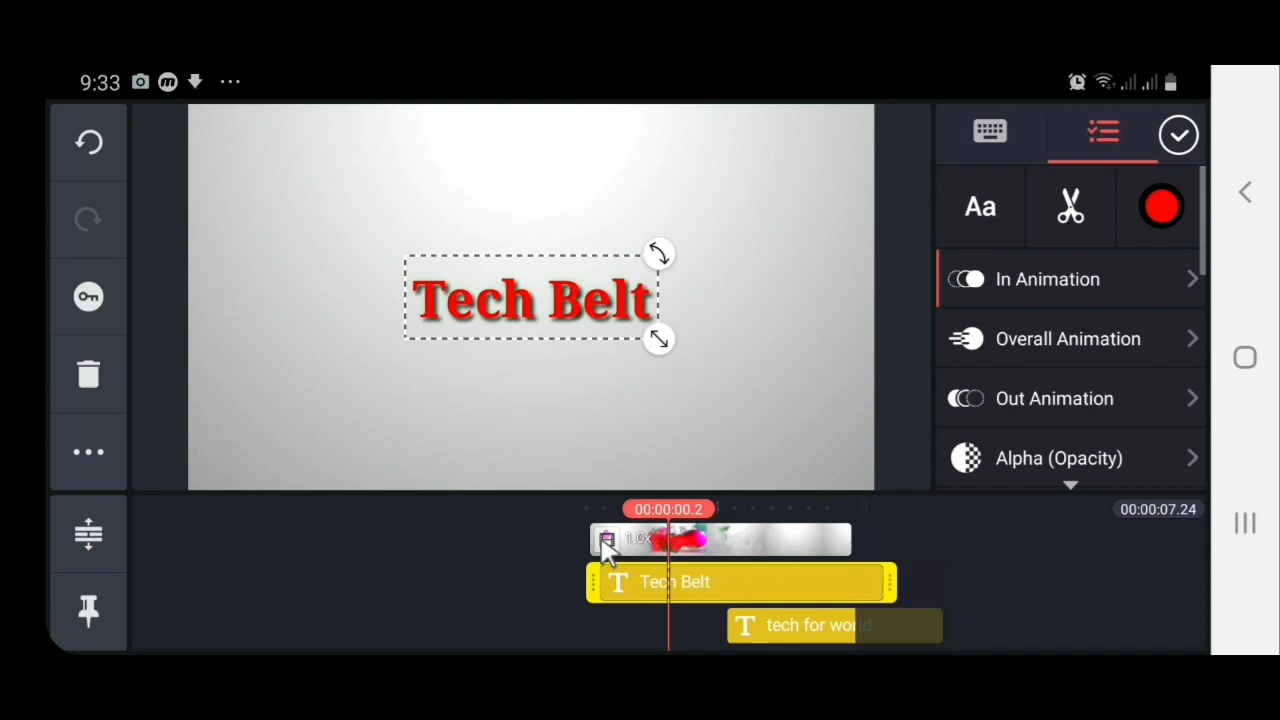 9:33
Aa
Tech Belt
In Animation
Overall Animation
Out Animation
Alpha (Opacity)
00:00:00.2
00:00:07.24
1.0x
Tech Belt
tech for world